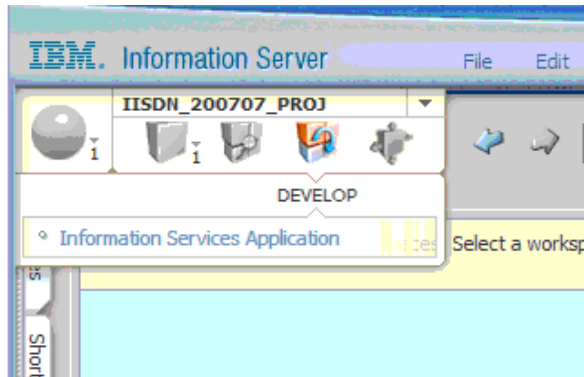 IBM. Information Server
File Edit
IISDN_200707_PROJ
1
1
DEVELOP
Information Services Application
Select a worksp
Short